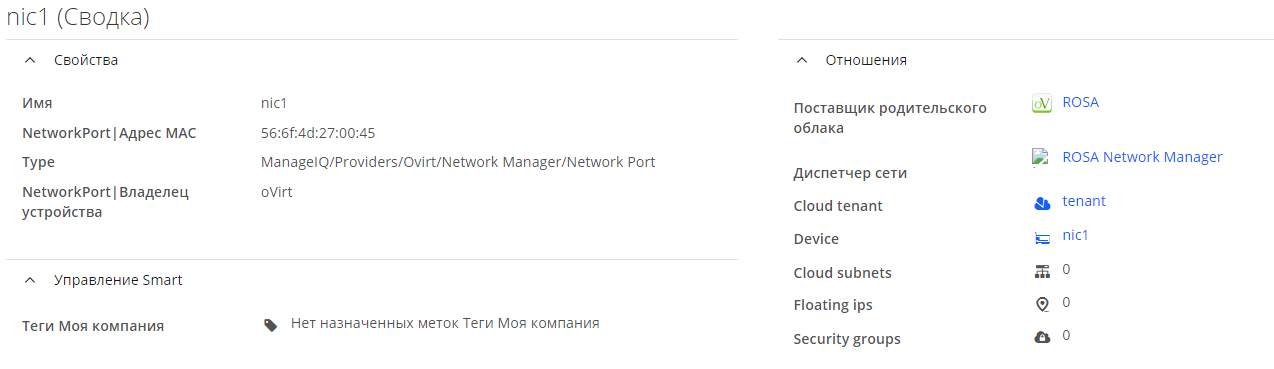 nic1 (Сводка)
Свойства
Имя nic1
NetworkPort|Адрес MAC 56:6f:4d:27:00:45
Type ManageIQ/Providers/Ovirt/Network Manager/Network Port
NetworkPort|Владелец oVirt
устройства
Управление Smart
Теги Моя компания Нет назначенных меток Теги Моя компания
Отношения
Поставщик родительского oV ROSA
облака
Диспетчер сети ROSA Network Manager
Cloud tenant tenant
Device nic1
Cloud subnets 0
Floating ips 0
Security groups 0